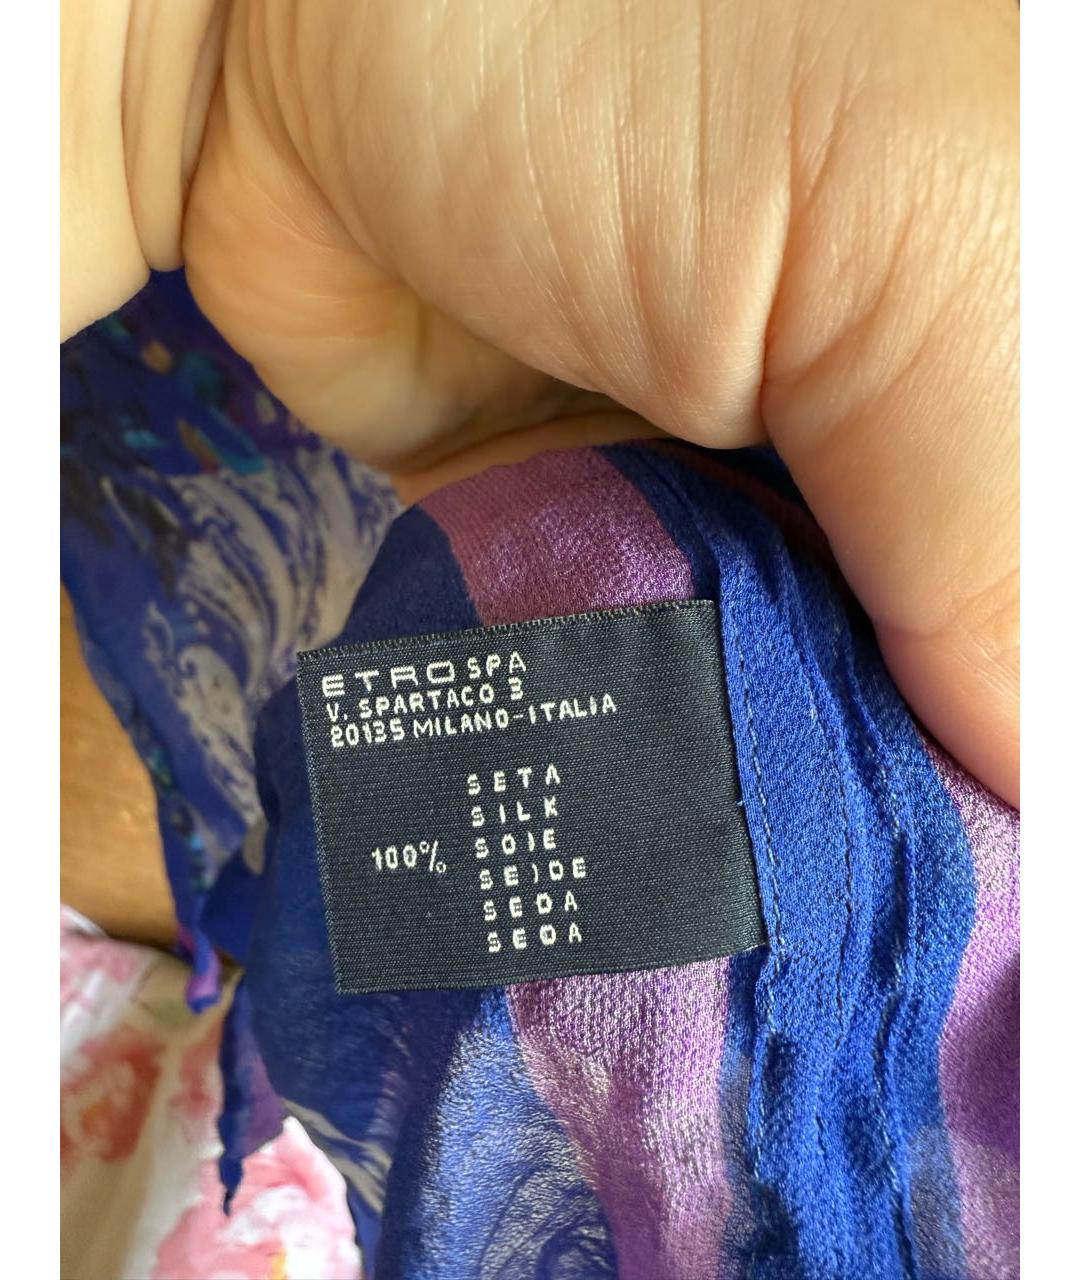 ETRO SPA
V. SPARTACO 3
20135 MILANO-ITALIA
SETA
SILK
100% SOIE
SEIDE
SEDA
SEDA